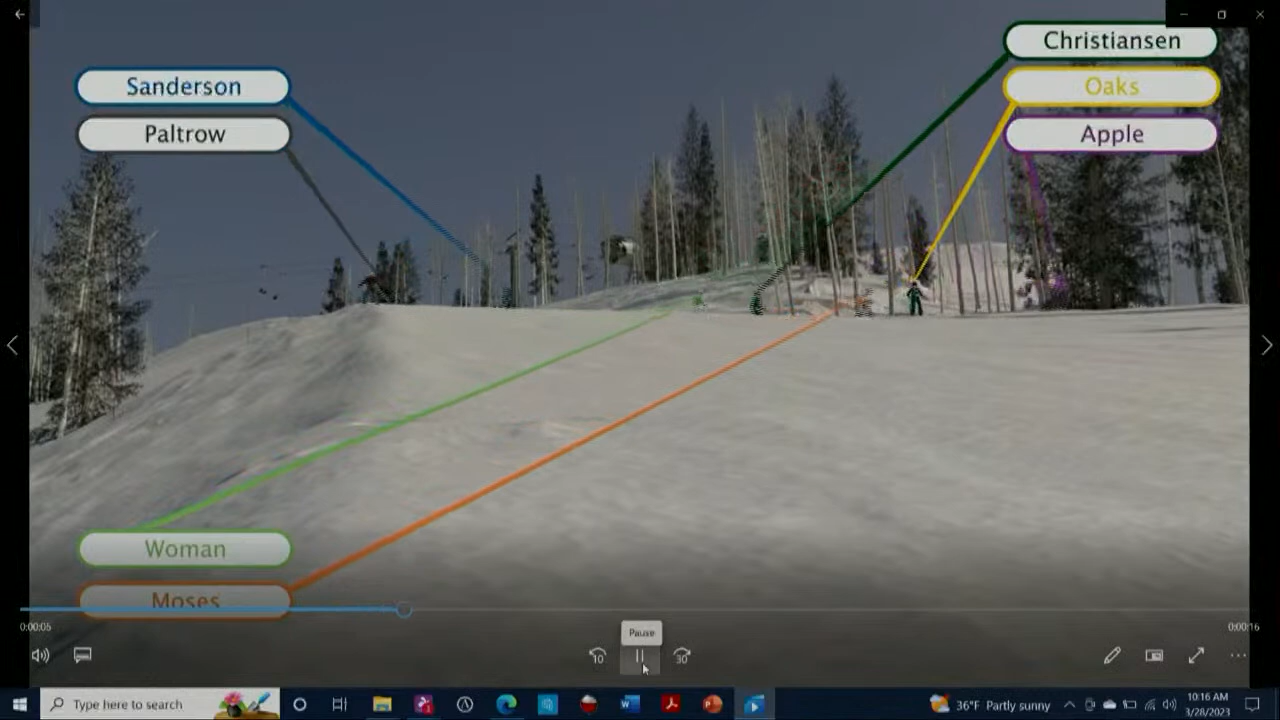 Christiansen
Sanderson
Oaks
Paltrow
Apple
Woman
Moses
0:00:05
Pause
0:00:16
10
30
Type here to search
36°F Partly sunny
10:16 AM
3/28/2023